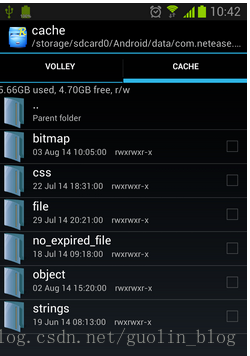 10:42
cache
/storage/sdcard0/Android/data/com.netease....
VOLLEY
CACHE
5.66GB used, 4.70GB free, r/w
..
Parent folder
bitmap
03 Aug 14 10:05:00 rwxrwxr-x
css
22 Jul 14 18:31:00 rwxrwxr-x
file
29 Jul 14 20:21:00 rwxrwxr-x
no_expired_file
18 Jul 14 09:18:00 rwxrwxr-x
object
02 Aug 14 15:20:00 rwxrwxr-x
strings
19 Jun 14 08:13:00 rwxrwxr-x
log.csdn.net/guolin_blog